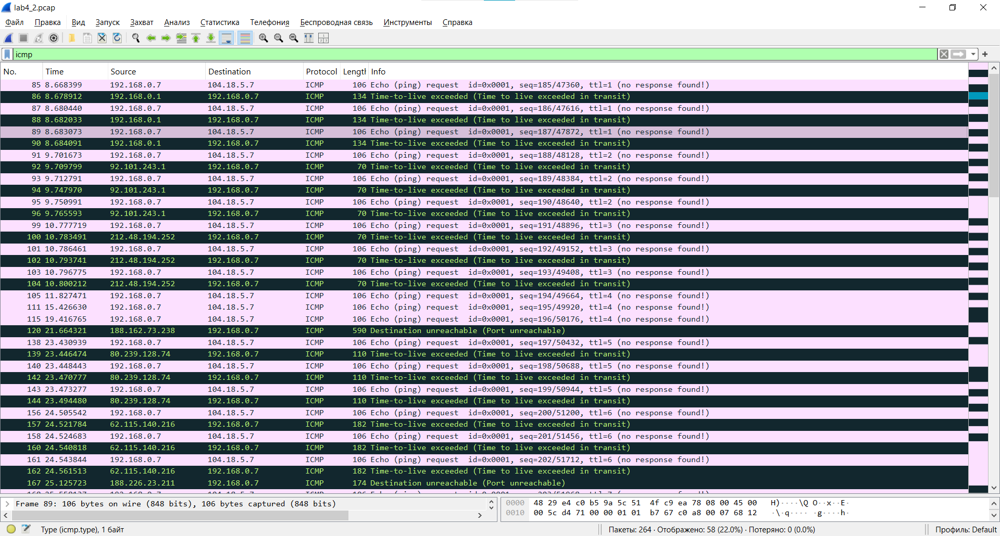 lab4_2.pcap
Файл Правка Вид Запуск Захват Анализ Статистика Телефония Беспроводная связь Инструменты Справка
icmp
No. Time Source Destination Protocol Length Info
85 8.668399 192.168.0.7 104.18.5.7 ICMP 106 Echo (ping) request id=0x0001, seq=185/47360, ttl=1 (no response found!)
86 8.678912 192.168.0.1 192.168.0.7 ICMP 134 Time-to-live exceeded (Time to live exceeded in transit)
87 8.680440 192.168.0.7 104.18.5.7 ICMP 106 Echo (ping) request id=0x0001, seq=186/47616, ttl=1 (no response found!)
88 8.682033 192.168.0.1 192.168.0.7 ICMP 134 Time-to-live exceeded (Time to live exceeded in transit)
89 8.683073 192.168.0.7 104.18.5.7 ICMP 106 Echo (ping) request id=0x0001, seq=187/47872, ttl=1 (no response found!)
90 8.684091 192.168.0.1 192.168.0.7 ICMP 134 Time-to-live exceeded (Time to live exceeded in transit)
91 9.701673 192.168.0.7 104.18.5.7 ICMP 106 Echo (ping) request id=0x0001, seq=188/48128, ttl=2 (no response found!)
92 9.709799 92.101.243.1 192.168.0.7 ICMP 70 Time-to-live exceeded (Time to live exceeded in transit)
93 9.712791 192.168.0.7 104.18.5.7 ICMP 106 Echo (ping) request id=0x0001, seq=189/48384, ttl=2 (no response found!)
94 9.747970 92.101.243.1 192.168.0.7 ICMP 70 Time-to-live exceeded (Time to live exceeded in transit)
95 9.750991 192.168.0.7 104.18.5.7 ICMP 106 Echo (ping) request id=0x0001, seq=190/48640, ttl=2 (no response found!)
96 9.765593 92.101.243.1 192.168.0.7 ICMP 70 Time-to-live exceeded (Time to live exceeded in transit)
99 10.777719 192.168.0.7 104.18.5.7 ICMP 106 Echo (ping) request id=0x0001, seq=191/48896, ttl=3 (no response found!)
100 10.783491 212.48.194.252 192.168.0.7 ICMP 70 Time-to-live exceeded (Time to live exceeded in transit)
101 10.786461 192.168.0.7 104.18.5.7 ICMP 106 Echo (ping) request id=0x0001, seq=192/49152, ttl=3 (no response found!)
102 10.793741 212.48.194.252 192.168.0.7 ICMP 70 Time-to-live exceeded (Time to live exceeded in transit)
103 10.796775 192.168.0.7 104.18.5.7 ICMP 106 Echo (ping) request id=0x0001, seq=193/49408, ttl=3 (no response found!)
104 10.800212 212.48.194.252 192.168.0.7 ICMP 70 Time-to-live exceeded (Time to live exceeded in transit)
105 11.827471 192.168.0.7 104.18.5.7 ICMP 106 Echo (ping) request id=0x0001, seq=194/49664, ttl=4 (no response found!)
111 15.426630 192.168.0.7 104.18.5.7 ICMP 106 Echo (ping) request id=0x0001, seq=195/49920, ttl=4 (no response found!)
115 19.416765 192.168.0.7 104.18.5.7 ICMP 106 Echo (ping) request id=0x0001, seq=196/50176, ttl=4 (no response found!)
120 21.664321 188.162.73.238 192.168.0.7 ICMP 590 Destination unreachable (Port unreachable)
138 23.430939 192.168.0.7 104.18.5.7 ICMP 106 Echo (ping) request id=0x0001, seq=197/50432, ttl=5 (no response found!)
139 23.446474 80.239.128.74 192.168.0.7 ICMP 110 Time-to-live exceeded (Time to live exceeded in transit)
140 23.448443 192.168.0.7 104.18.5.7 ICMP 106 Echo (ping) request id=0x0001, seq=198/50688, ttl=5 (no response found!)
142 23.470777 80.239.128.74 192.168.0.7 ICMP 110 Time-to-live exceeded (Time to live exceeded in transit)
143 23.473277 192.168.0.7 104.18.5.7 ICMP 106 Echo (ping) request id=0x0001, seq=199/50944, ttl=5 (no response found!)
144 23.494480 80.239.128.74 192.168.0.7 ICMP 110 Time-to-live exceeded (Time to live exceeded in transit)
156 24.505542 192.168.0.7 104.18.5.7 ICMP 106 Echo (ping) request id=0x0001, seq=200/51200, ttl=6 (no response found!)
157 24.521784 62.115.140.216 192.168.0.7 ICMP 182 Time-to-live exceeded (Time to live exceeded in transit)
158 24.524683 192.168.0.7 104.18.5.7 ICMP 106 Echo (ping) request id=0x0001, seq=201/51456, ttl=6 (no response found!)
160 24.540818 62.115.140.216 192.168.0.7 ICMP 182 Time-to-live exceeded (Time to live exceeded in transit)
161 24.543844 192.168.0.7 104.18.5.7 ICMP 106 Echo (ping) request id=0x0001, seq=202/51712, ttl=6 (no response found!)
162 24.561513 62.115.140.216 192.168.0.7 ICMP 182 Time-to-live exceeded (Time to live exceeded in transit)
167 25.125723 188.226.23.211 192.168.0.7 ICMP 174 Destination unreachable (Port unreachable)
Frame 89: 106 bytes on wire (848 bits), 106 bytes captured (848 bits)
0000 48 29 e4 c0 b5 9a 5c 51 4f c9 ea 78 08 00 45 00 H)····\Q O··x··E·
0010 00 5c d4 71 00 00 01 01 b7 67 c0 a8 00 07 68 12 ·\·q···· ·g····h·
Type (icmp.type), 1 байт
Пакеты: 264 · Отображено: 58 (22.0%) · Потеряно: 0 (0.0%)
Профиль: Default